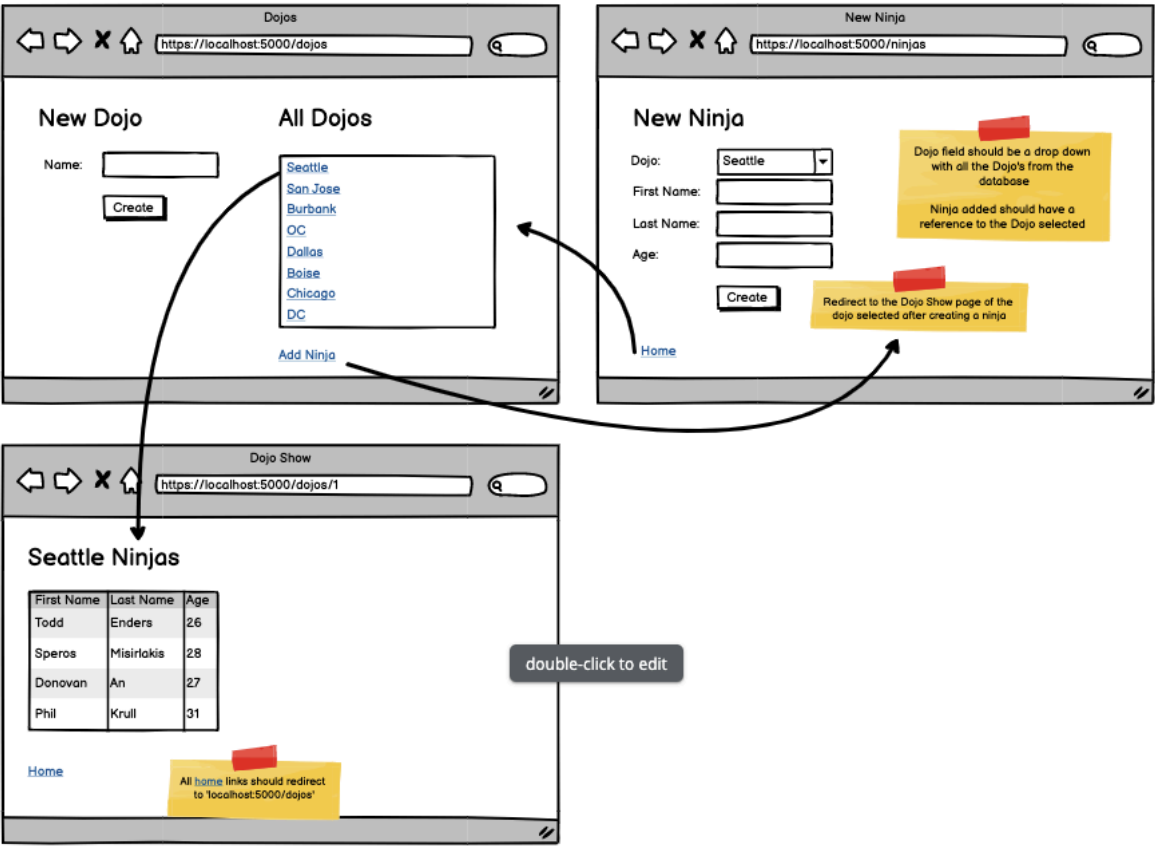 Dojos
https://localhost:5000/dojos
New Dojo
Name:
Create
All Dojos
Seattle
San Jose
Burbank
OC
Dallas
Boise
Chicago
DC
Add Ninja
New Ninja
https://localhost:5000/ninjas
New Ninja
Dojo:
Seattle
First Name:
Last Name:
Age:
Create
Home
Dojo field should be a drop down
with all the Dojo's from the
database
Ninja added should have a
reference to the Dojo selected
Redirect to the Dojo Show page of the
dojo selected after creating a ninja
Dojo Show
https://localhost:5000/dojos/1
Seattle Ninjas
First Name Last Name Age
Todd Enders 26
Speros Misirlakis 28
Donovan An 27
Phil Krull 31
Home
All home links should redirect
to 'localhost:5000/dojos'
double-click to edit